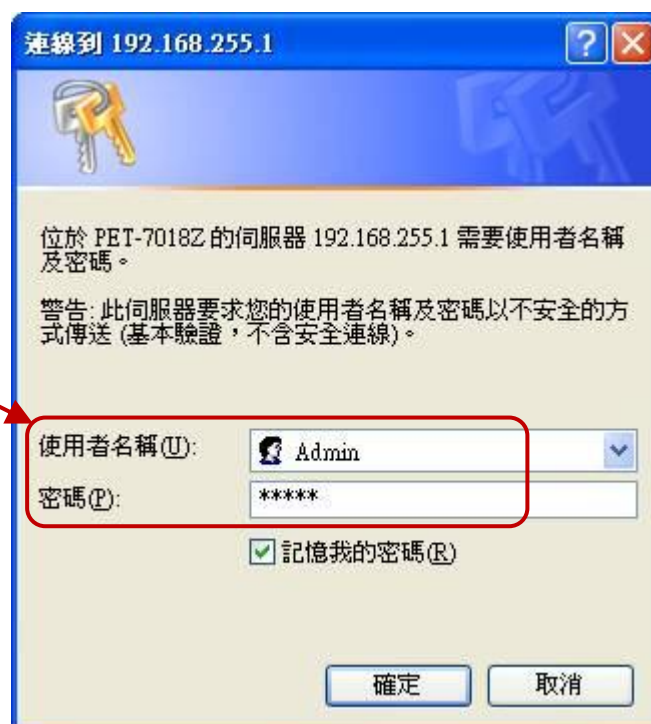 連線到 192.168.255.1
位於 PET-7018Z 的伺服器 192.168.255.1 需要使用者名稱
及密碼。
警告: 此伺服器要求您的使用者名稱及密碼以不安全的方
式傳送 (基本驗證，不含安全連線)。
使用者名稱(U):
Admin
密碼(P):
*****
記憶我的密碼(R)
確定
取消